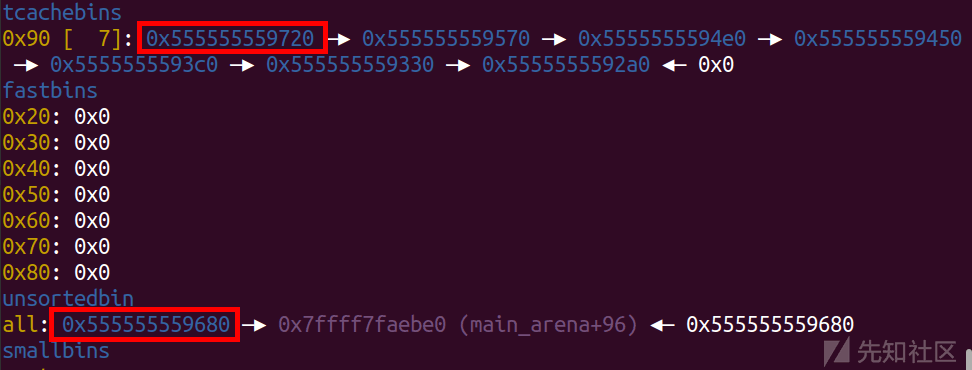 tcachebins
0x90 [  7]: 0x555555559720 —▸ 0x555555559570 —▸ 0x5555555594e0 —▸ 0x555555559450
—▸ 0x5555555593c0 —▸ 0x555555559330 —▸ 0x5555555592a0 ◂— 0x0
fastbins
0x20: 0x0
0x30: 0x0
0x40: 0x0
0x50: 0x0
0x60: 0x0
0x70: 0x0
0x80: 0x0
unsortedbin
all: 0x555555559680 —▸ 0x7ffff7faebe0 (main_arena+96) ◂— 0x555555559680
smallbins
先知社区